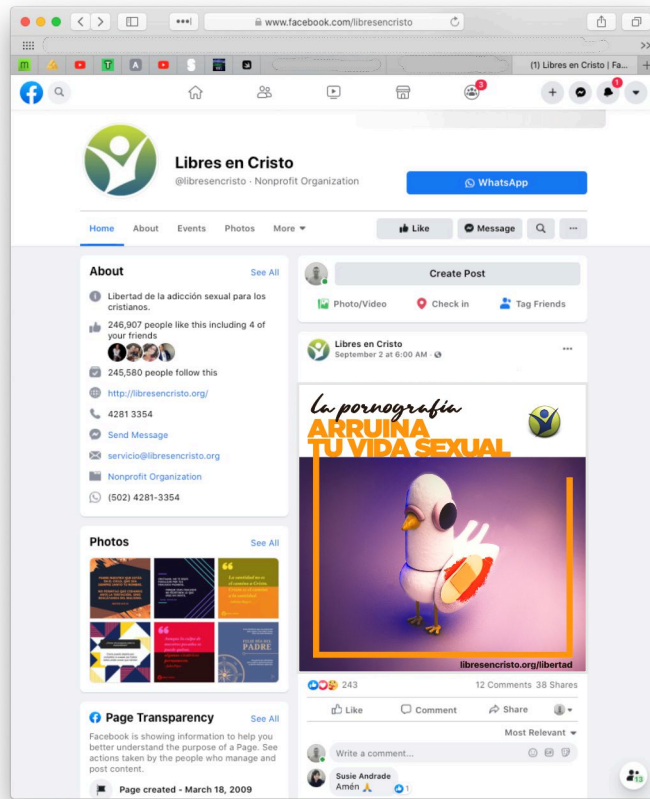 www.facebook.com/libresencristo
(1) Libres en Cristo | Fa...
3
1
Libres en Cristo
@libresencristo · Nonprofit Organization
WhatsApp
Home
About
Events
Photos
More
Like
Message
About
See All
Libertad de la adicción sexual para los
cristianos.
246,907 people like this including 4 of
your friends
245,580 people follow this
http://libresencristo.org/
4281 3354
Send Message
servicio@libresencristo.org
Nonprofit Organization
(502) 4281-3354
Photos
See All
PADRE
Page Transparency
See All
Facebook is showing information to help you
better understand the purpose of a Page. See
actions taken by the people who manage and
post content.
Page created - March 18, 2009
Create Post
Photo/Video
Check in
Tag Friends
Libres en Cristo
September 2 at 6:00 AM ·
La pornografía
ARRUINA
TU VIDA SEXUAL
libresencristo.org/libertad
243
12 Comments 38 Shares
Like
Comment
Share
Most Relevant
Write a comment...
GIF
Susie Andrade
Amén
1
13